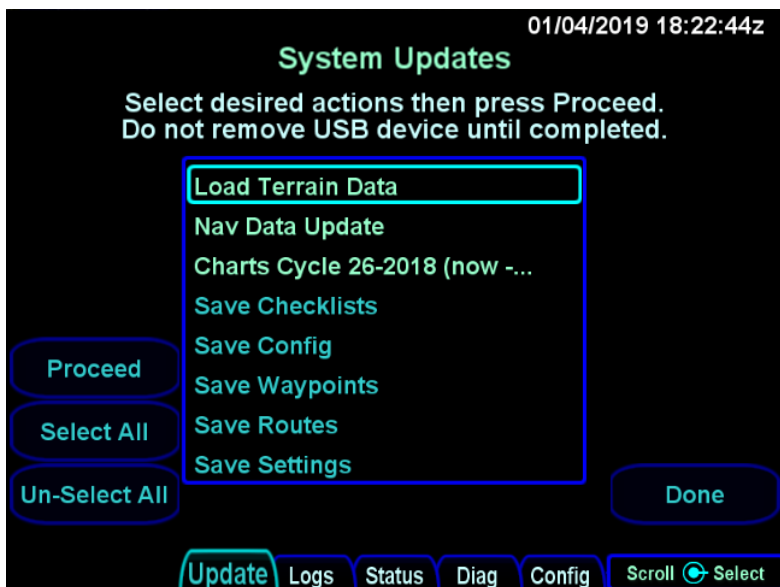 01/04/2019 18:22:44z
System Updates
Select desired actions then press Proceed.
Do not remove USB device until completed.
Load Terrain Data
Nav Data Update
Charts Cycle 26-2018 (now -...
Save Checklists
Save Config
Save Waypoints
Save Routes
Save Settings
Proceed
Select All
Un-Select All
Done
Update Logs Status Diag Config Scroll Select